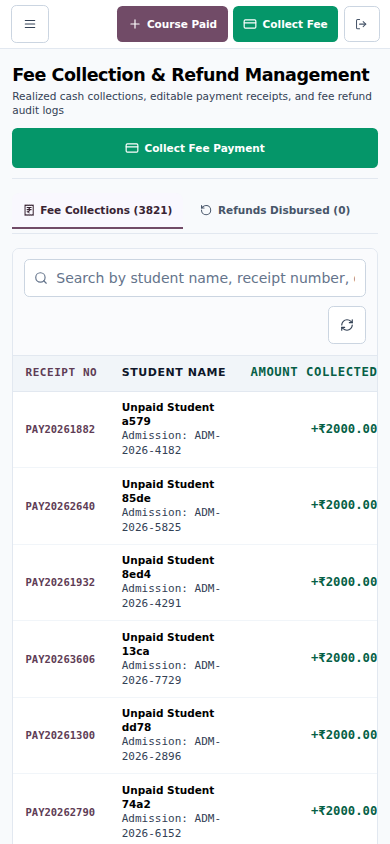 Course Paid
Collect Fee
Fee Collection & Refund Management
Realized cash collections, editable payment receipts, and fee refund
audit logs
Collect Fee Payment
Fee Collections (3821)
Refunds Disbursed (0)
Search by student name, receipt number,
RECEIPT NO STUDENT NAME AMOUNT COLLECTED
Unpaid Student
a579
PAY20261882 +₹2000.00
Admission: ADM-
2026-4182
Unpaid Student
85de
PAY20262640 +₹2000.00
Admission: ADM-
2026-5825
Unpaid Student
8ed4
PAY20261932 +₹2000.00
Admission: ADM-
2026-4291
Unpaid Student
13ca
PAY20263606 +₹2000.00
Admission: ADM-
2026-7729
Unpaid Student
dd78
PAY20261300 +₹2000.00
Admission: ADM-
2026-2896
Unpaid Student
74a2
PAY20262790 +₹2000.00
Admission: ADM-
2026-6152